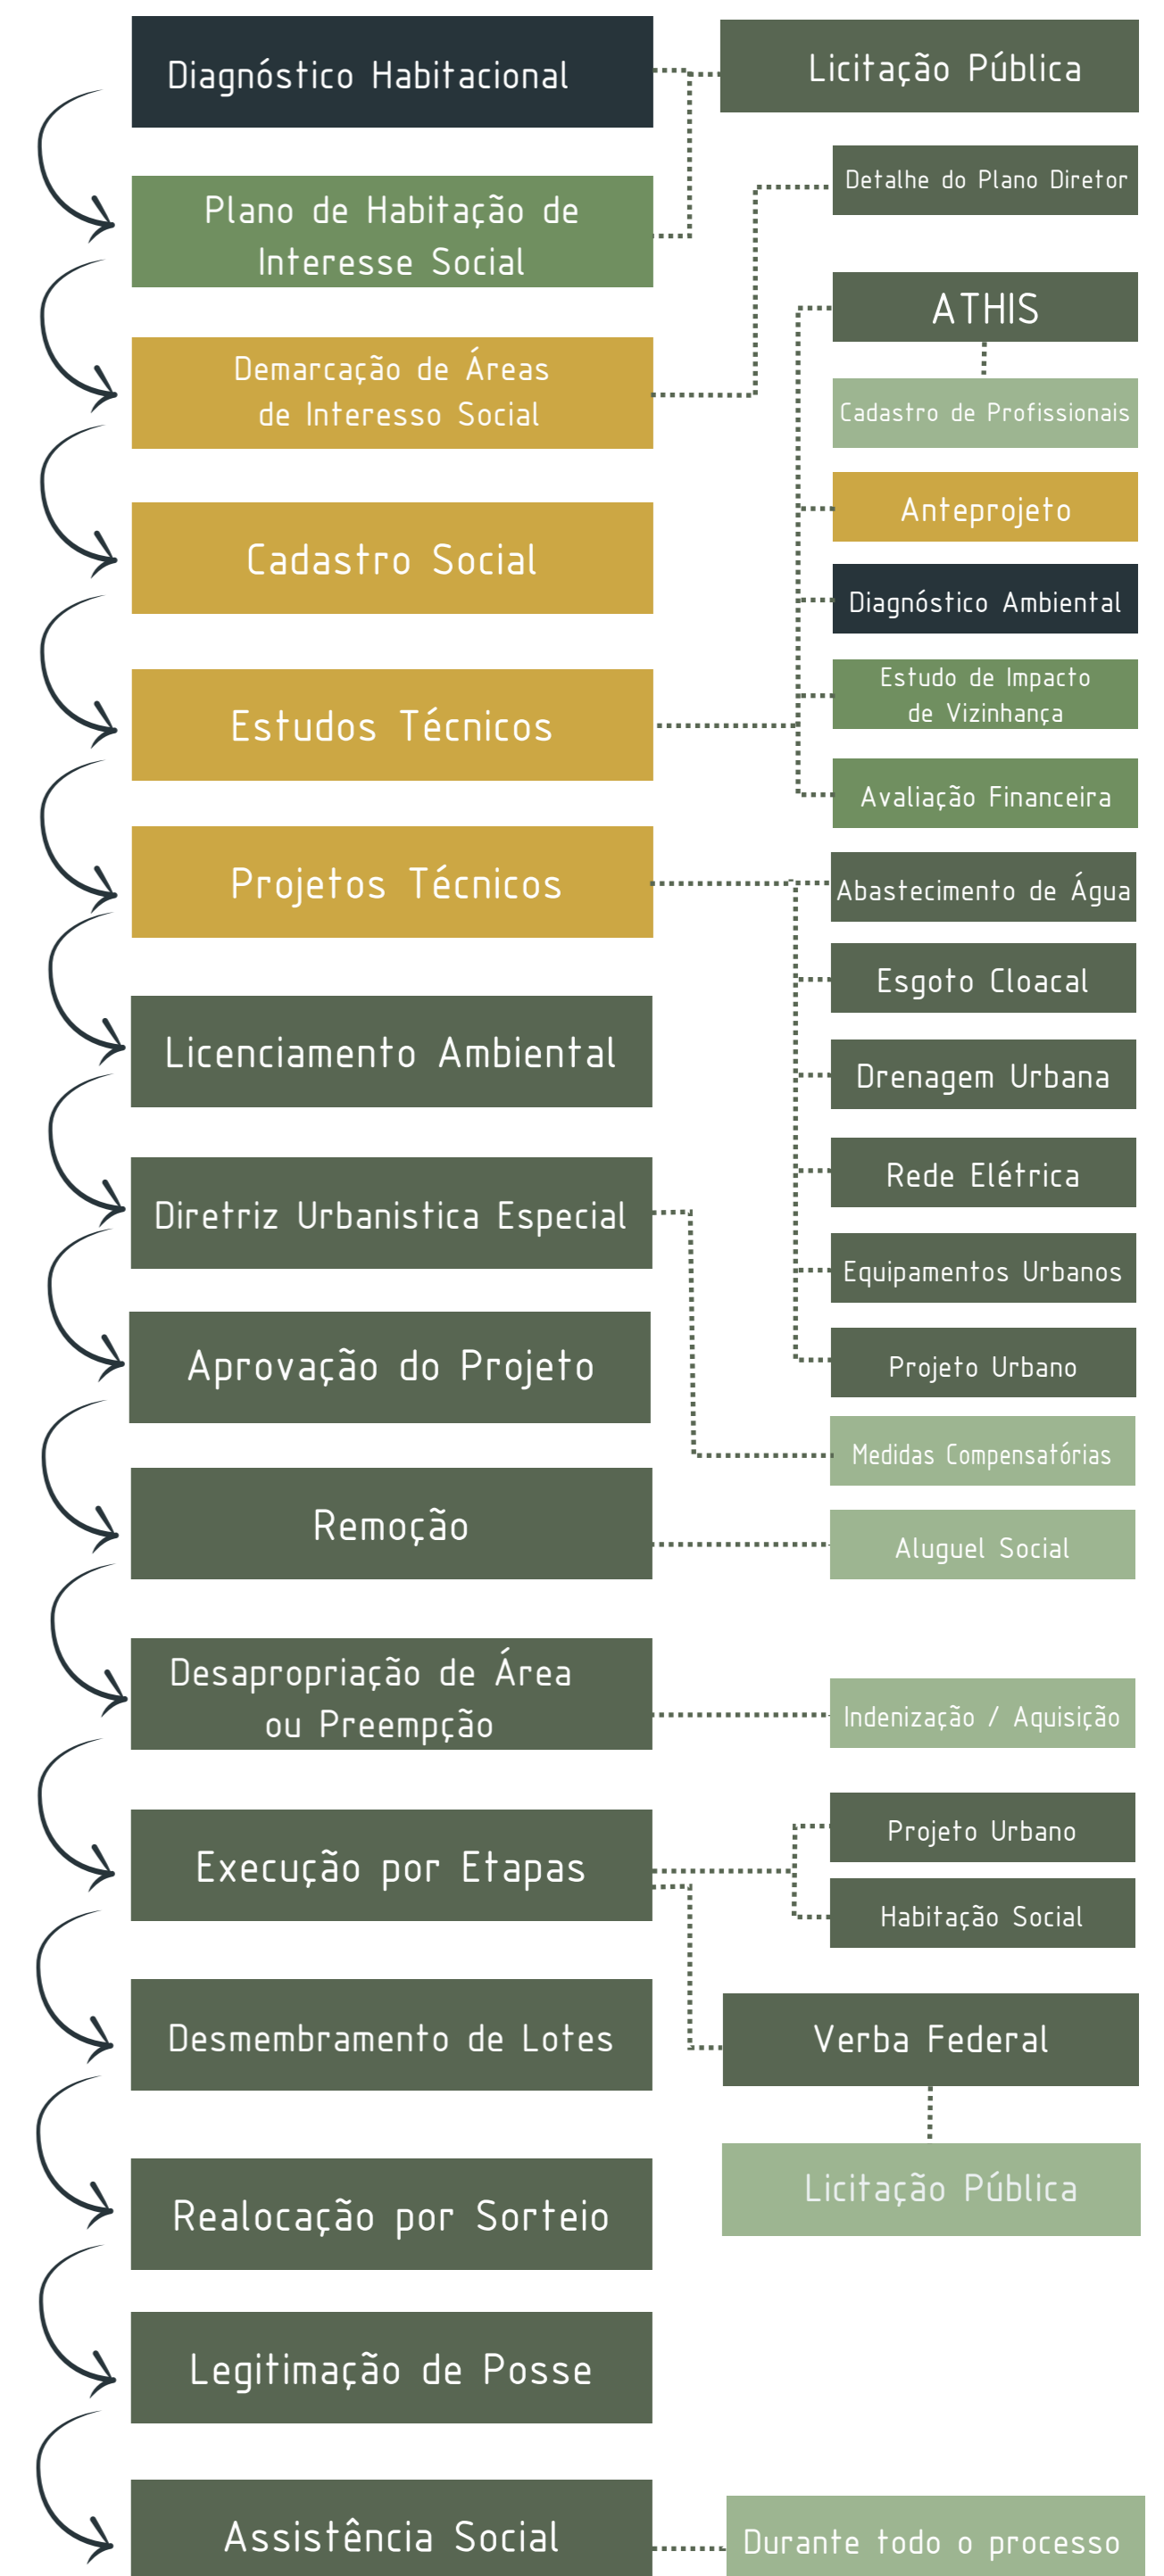 Diagnóstico Habitacional
Licitação Pública
Plano de Habitação de
Interesse Social
Detalhe do Plano Diretor
Demarcação de Áreas
de Interesso Social
ATHIS
Cadastro de Profissionais
Cadastro Social
Anteprojeto
Diagnóstico Ambiental
Estudos Técnicos
Estudo de Impacto
de Vizinhança
Avaliação Financeira
Projetos Técnicos
Abastecimento de Água
Esgoto Cloacal
Licenciamento Ambiental
Drenagem Urbana
Rede Elétrica
Diretriz Urbanistica Especial
Equipamentos Urbanos
Aprovação do Projeto
Projeto Urbano
Medidas Compensatórias
Remoção
Aluguel Social
Desapropriação de Área
ou Preempção
Indenização / Aquisição
Execução por Etapas
Projeto Urbano
Habitação Social
Desmembramento de Lotes
Verba Federal
Licitação Pública
Realocação por Sorteio
Legitimação de Posse
Assistência Social
Durante todo o processo